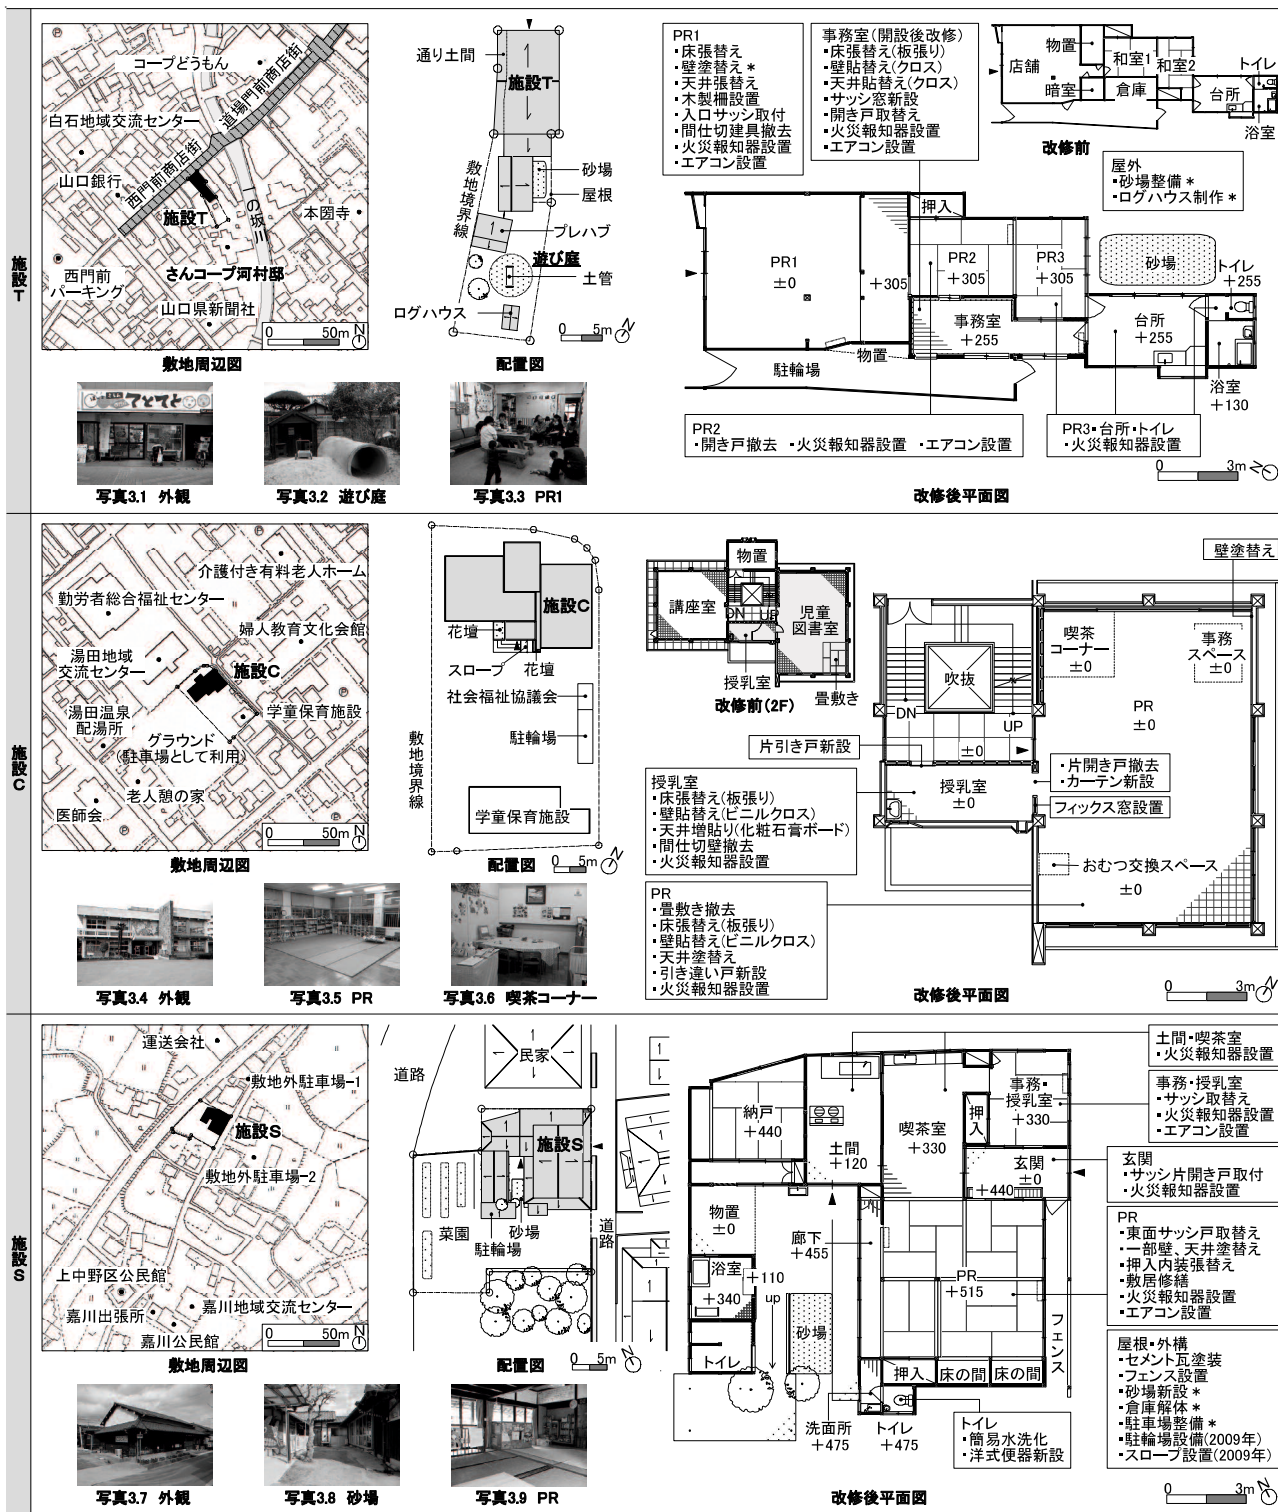 施設T
コープどうもん
道場門前商店街
白石地域交流センター
西門前商店街
山口銀行
一の坂川
施設T
本圀寺
さんコープ河村邸
西門前
パーキング
山口県新聞社
0 50m N
敷地周辺図
通り土間
施設T
敷地境界線
砂場
屋根
プレハブ
遊び庭
土管
ログハウス
0 5m N
配置図
PR1
・床張替え
・壁塗替え*
・天井張替え
・木製柵設置
・入口サッシ取付
・間仕切建具撤去
・火災報知器設置
・エアコン設置
事務室(開設後改修)
・床張替え(板張り)
・壁貼替え(クロス)
・天井貼替え(クロス)
・サッシ窓新設
・開き戸取替え
・火災報知器設置
・エアコン設置
物置
店舗
和室1
和室2
トイレ
暗室
倉庫
台所
浴室
改修前
屋外
・砂場整備*
・ログハウス制作*
押入
PR1
±0
+305
PR2
+305
PR3
+305
砂場
トイレ
+255
事務室
+255
台所
+255
物置
駐輪場
浴室
+130
PR2
・開き戸撤去 ・火災報知器設置 ・エアコン設置
PR3・台所・トイレ
・火災報知器設置
0 3m N
改修後平面図
写真3.1 外観
写真3.2 遊び庭
写真3.3 PR1
施設C
介護付き有料老人ホーム
勤労者総合福祉センター
婦人教育文化会館
湯田地域
交流センター
施設C
湯田温泉
配湯所
学童保育施設
グラウンド
(駐車場として利用)
老人憩の家
医師会
0 50m N
敷地周辺図
施設C
花壇
スロープ
花壇
社会福祉協議会
敷地境界線
駐輪場
学童保育施設
0 5m N
配置図
物置
講座室
DN
UP
児童
図書室
授乳室
畳敷き
改修前(2F)
壁塗替え
喫茶
コーナー
±0
事務
スペース
±0
吹抜
PR
±0
DN
UP
±0
片引き戸新設
・片開き戸撤去
・カーテン新設
授乳室
±0
フィックス窓設置
授乳室
・床張替え(板張り)
・壁貼替え(ビニルクロス)
・天井増貼り(化粧石膏ボード)
・間仕切壁撤去
・火災報知器設置
おむつ交換スペース
±0
PR
・畳敷き撤去
・床張替え(板張り)
・壁貼替え(ビニルクロス)
・天井塗替え
・引き違い戸新設
・火災報知器設置
0 3m N
改修後平面図
写真3.4 外観
写真3.5 PR
写真3.6 喫茶コーナー
施設S
運送会社
敷地外駐車場-1
施設S
敷地外駐車場-2
上中野区公民館
嘉川出張所
嘉川地域交流センター
嘉川公民館
0 50m N
敷地周辺図
道路
民家
施設S
菜園
砂場
駐輪場
道路
0 5m N
配置図
土間・喫茶室
・火災報知器設置
事務・授乳室
・サッシ取替え
・火災報知器設置
・エアコン設置
玄関
・サッシ片開き戸取付
・火災報知器設置
PR
・東面サッシ戸取替え
・一部壁、天井塗替え
・押入内装張替え
・敷居修繕
・火災報知器設置
・エアコン設置
屋根・外構
・セメント瓦塗装
・フェンス設置
・砂場新設*
・倉庫解体*
・駐車場整備*
・駐輪場設備(2009年)
・スロープ設置(2009年)
納戸
+440
土間
+120
喫茶室
+330
押入
事務・
授乳室
+330
玄関
±0
+440
物置
±0
廊下
+455
浴室
+340
+110
up
PR
+515
砂場
フェンス
トイレ
押入
床の間
床の間
洗面所
+475
トイレ
+475
トイレ
・簡易水洗化
・洋式便器新設
0 3m N
改修後平面図
写真3.7 外観
写真3.8 砂場
写真3.9 PR